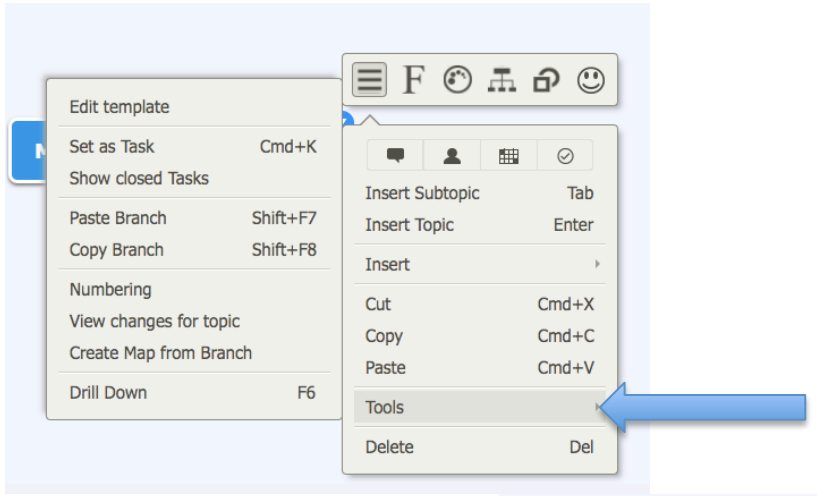 F
M
Edit template
Set as Task Cmd+K
Show closed Tasks
Paste Branch Shift+F7
Copy Branch Shift+F8
Numbering
View changes for topic
Create Map from Branch
Drill Down F6
Insert Subtopic Tab
Insert Topic Enter
Insert
Cut Cmd+X
Copy Cmd+C
Paste Cmd+V
Tools
Delete Del